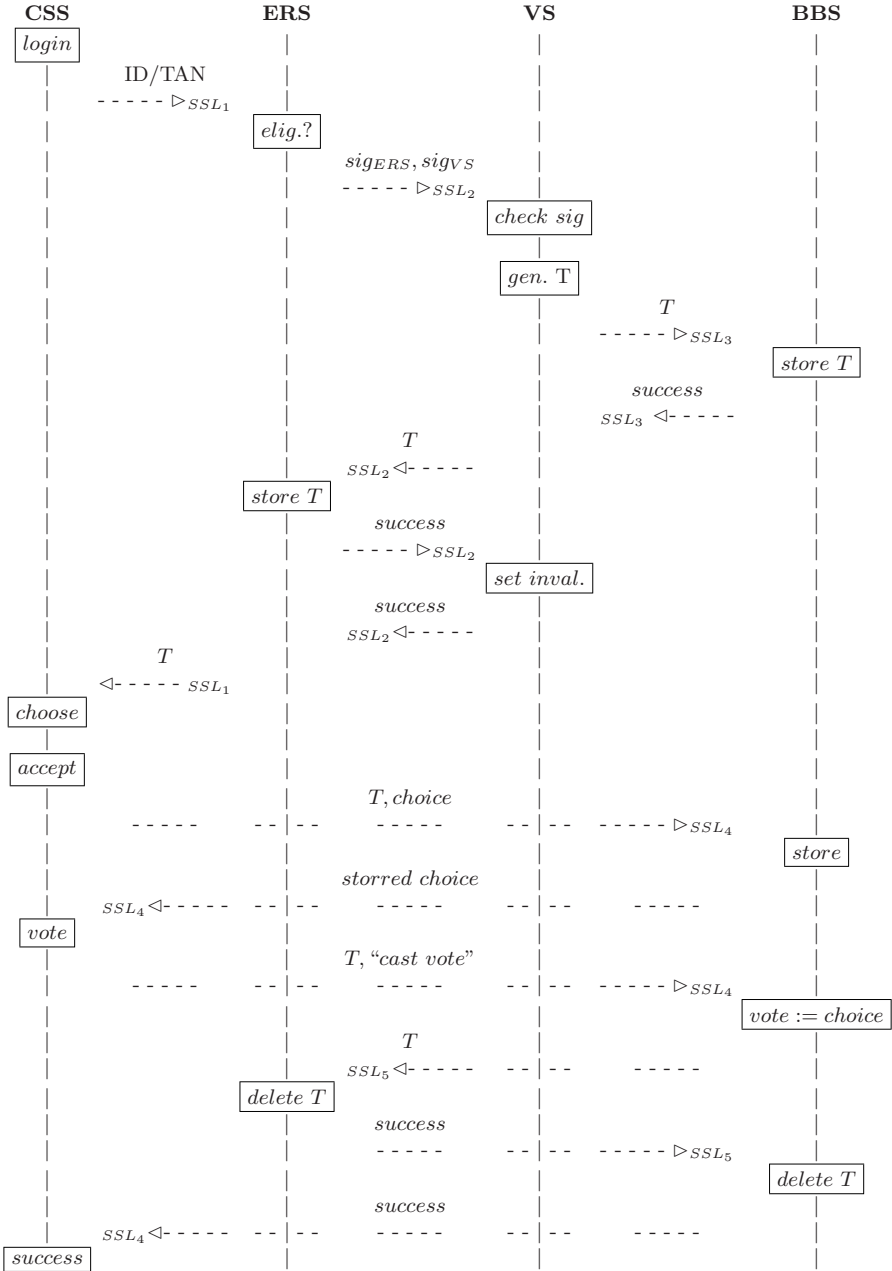 CSS ERS VS BBS
login
ID/TAN
SSL1
elig.?
sigERS, sigVS
SSL2
check sig
gen. T
T
SSL3
store T
success
SSL3
T
SSL2
store T
success
SSL2
set inval.
success
SSL2
T
SSL1
choose
accept
T, choice
SSL4
store
storred choice
SSL4
vote
T, “cast vote”
SSL4
vote := choice
T
SSL5
delete T
success
SSL5
delete T
success
SSL4
success